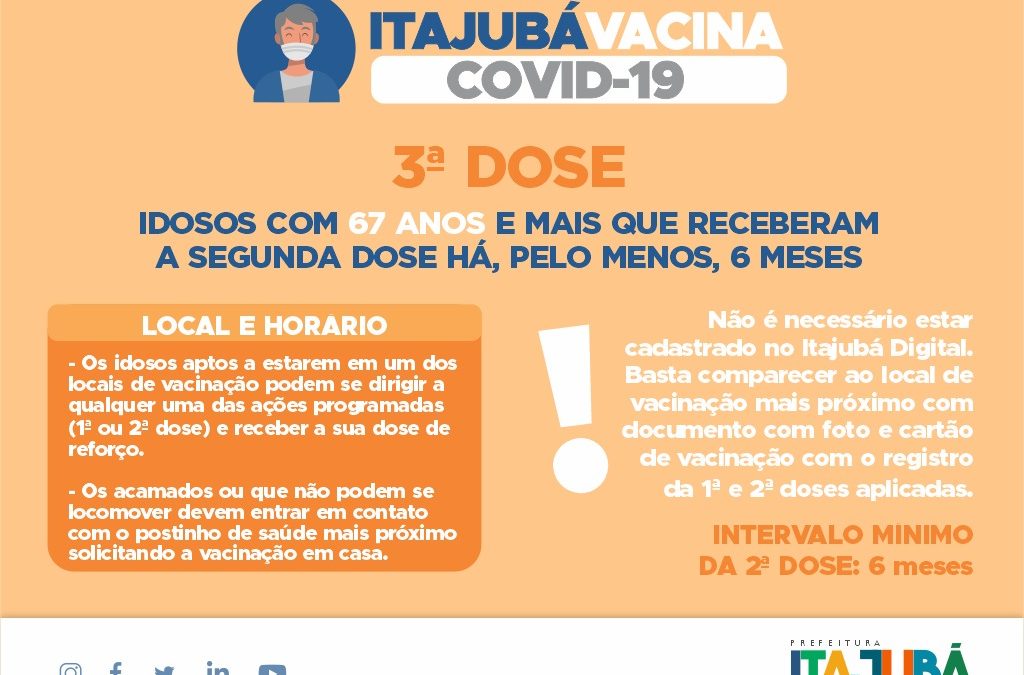 ITAJUBÁVACINA
COVID-19
3ª DOSE
IDOSOS COM 67 ANOS E MAIS QUE RECEBERAM
A SEGUNDA DOSE HÁ, PELO MENOS, 6 MESES
LOCAL E HORÁRIO
- Os idosos aptos a estarem em um dos
locais de vacinação podem se dirigir a
qualquer uma das ações programadas
(1ª ou 2ª dose) e receber a sua dose de
reforço.
- Os acamados ou que não podem se
locomover devem entrar em contato
com o postinho de saúde mais próximo
solicitando a vacinação em casa.
!
Não é necessário estar
cadastrado no Itajubá Digital.
Basta comparecer ao local de
vacinação mais próximo com
documento com foto e cartão
de vacinação com o registro
da 1ª e 2ª doses aplicadas.
INTERVALO MINIMO
DA 2ª DOSE: 6 meses
PREFEITURA
ITAJUBÁ